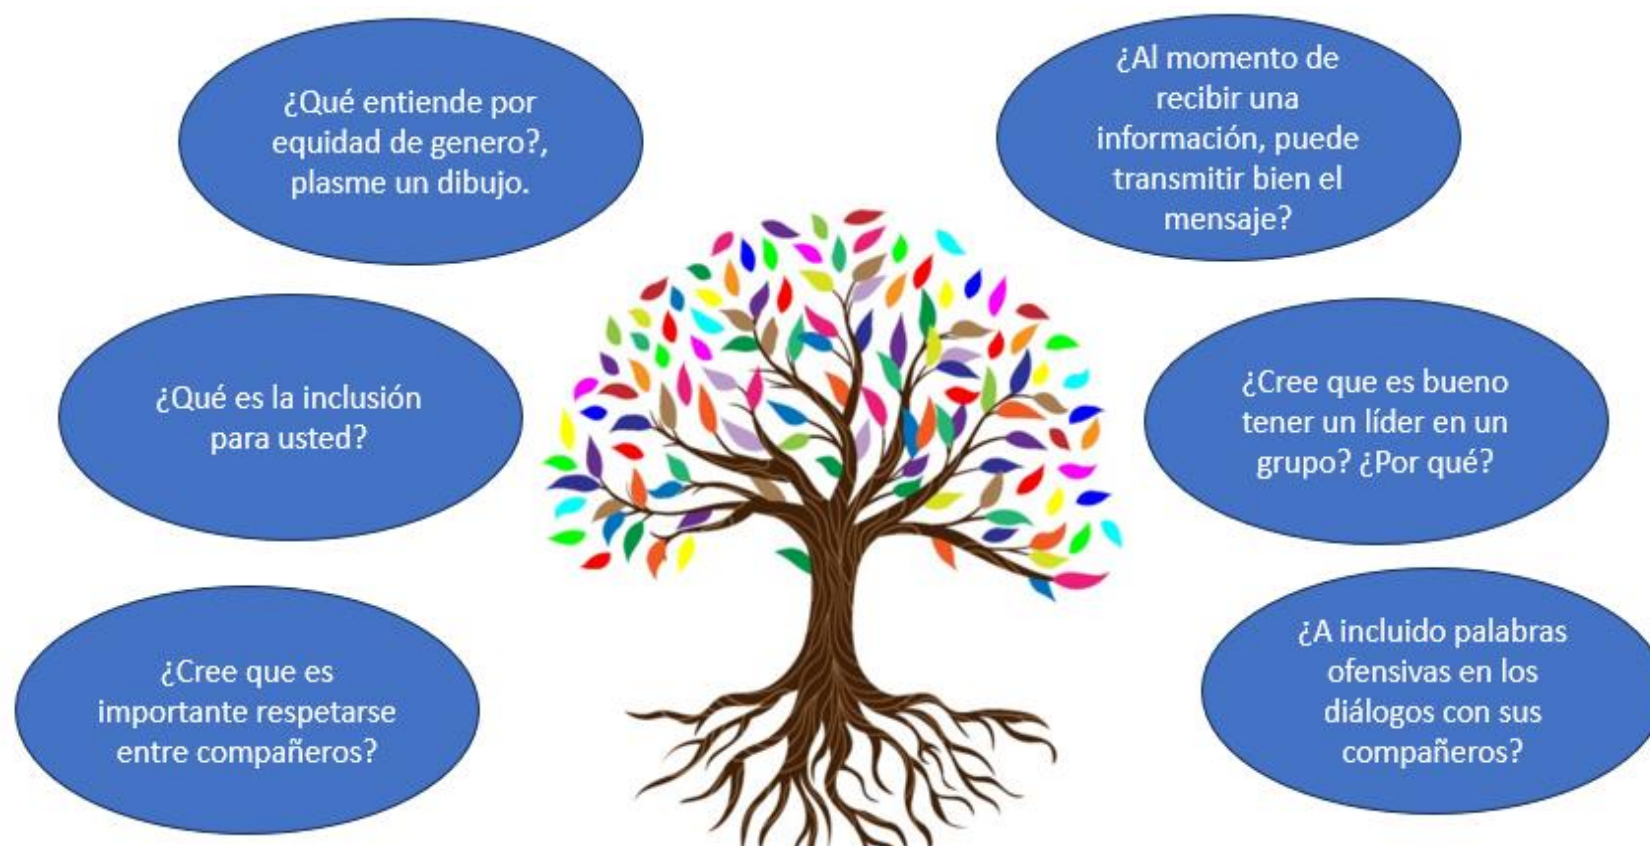 ¿Qué entiende por
equidad de genero?,
plasme un dibujo.
¿Qué es la inclusión
para usted?
¿Cree que es
importante respetarse
entre compañeros?
¿Al momento de
recibir una
información, puede
transmitir bien el
mensaje?
¿Cree que es bueno
tener un líder en un
grupo? ¿Por qué?
¿A incluido palabras
ofensivas en los
diálogos con sus
compañeros?